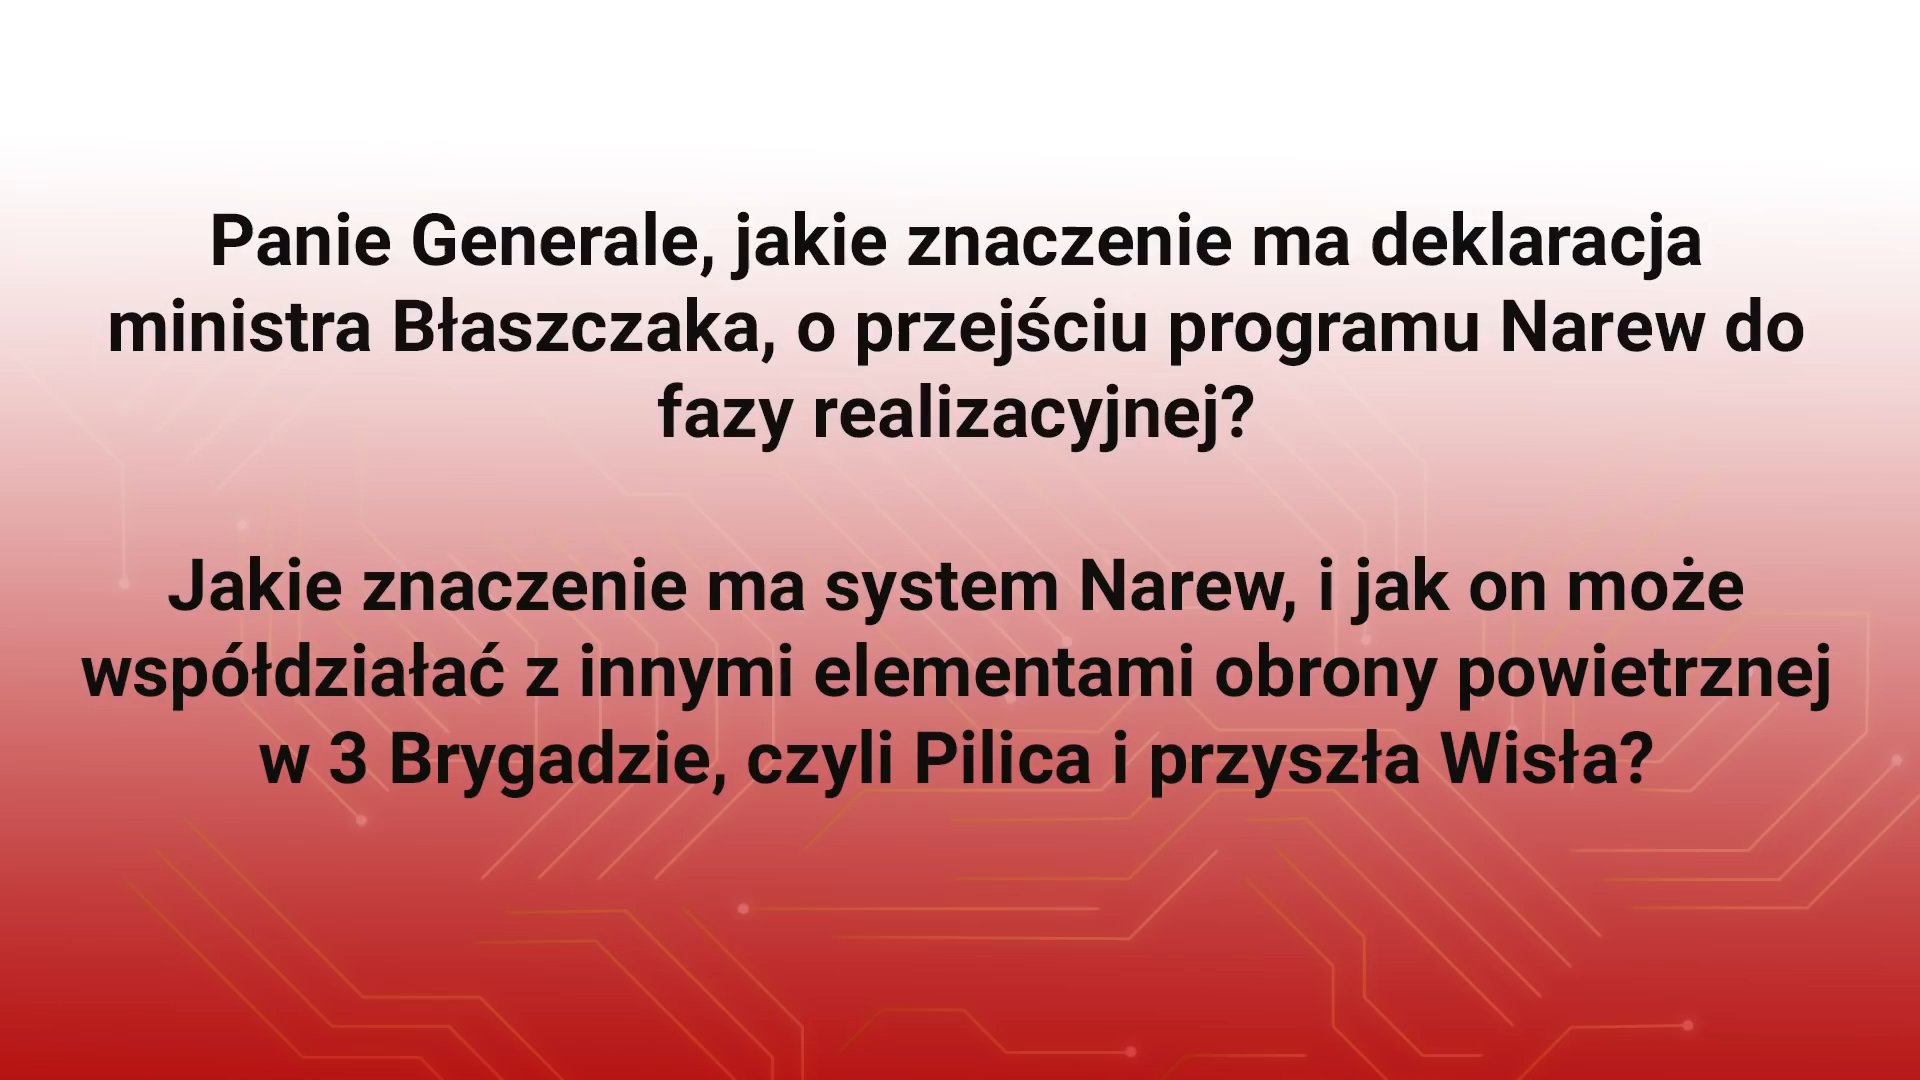 Panie Generale, jakie znaczenie ma deklaracja
ministra Błaszczaka, o przejściu programu Narew do
fazy realizacyjnej?
Jakie znaczenie ma system Narew, i jak on może
współdziałać z innymi elementami obrony powietrznej
w 3 Brygadzie, czyli Pilica i przyszła Wisła?